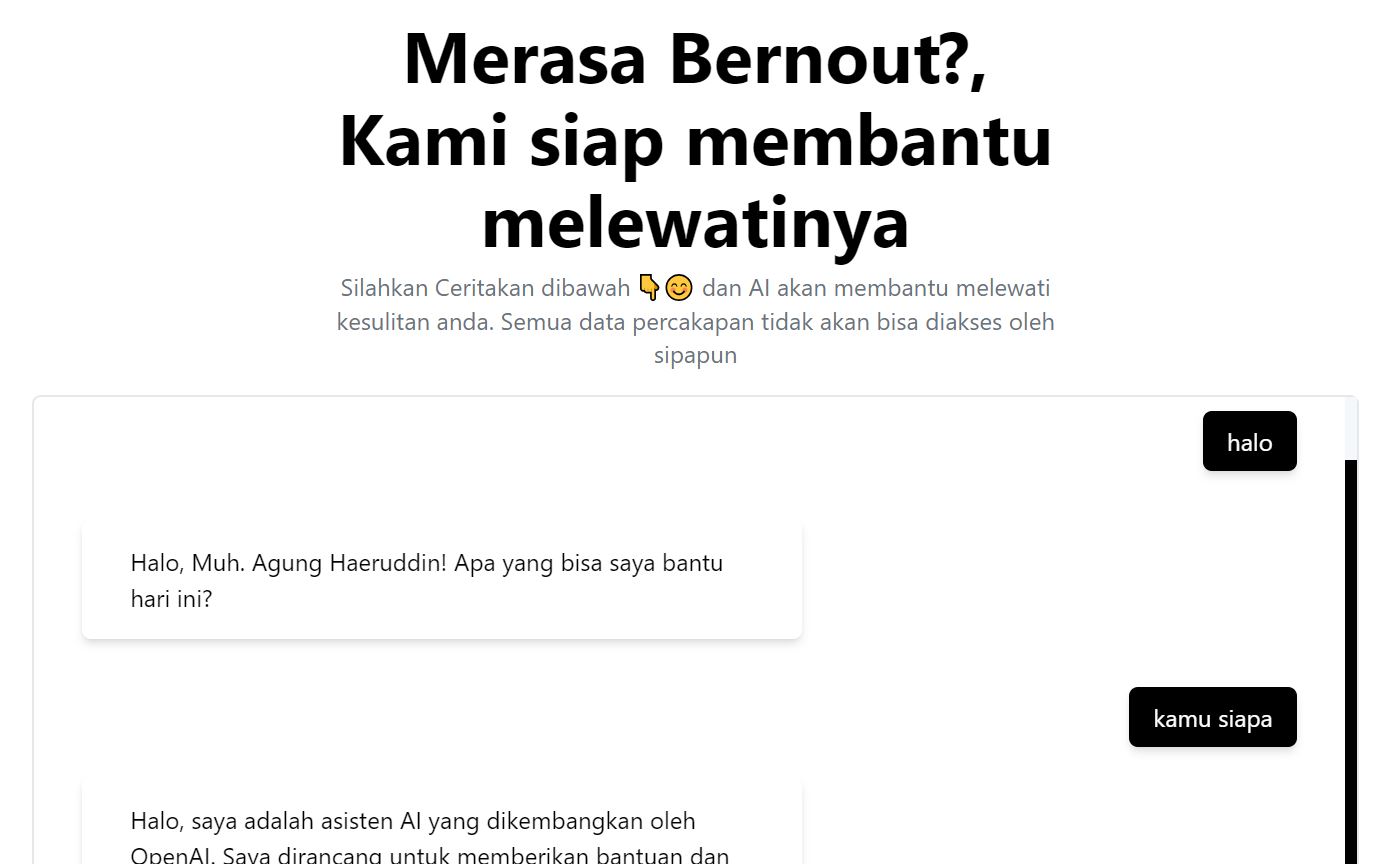 Merasa Bernout?,
Kami siap membantu
melewatinya
Silahkan Ceritakan dibawah 👇😊 dan AI akan membantu melewati
kesulitan anda. Semua data percakapan tidak akan bisa diakses oleh
sipapun
halo
Halo, Muh. Agung Haeruddin! Apa yang bisa saya bantu
hari ini?
kamu siapa
Halo, saya adalah asisten AI yang dikembangkan oleh
OpenAI. Saya dirancang untuk memberikan bantuan dan